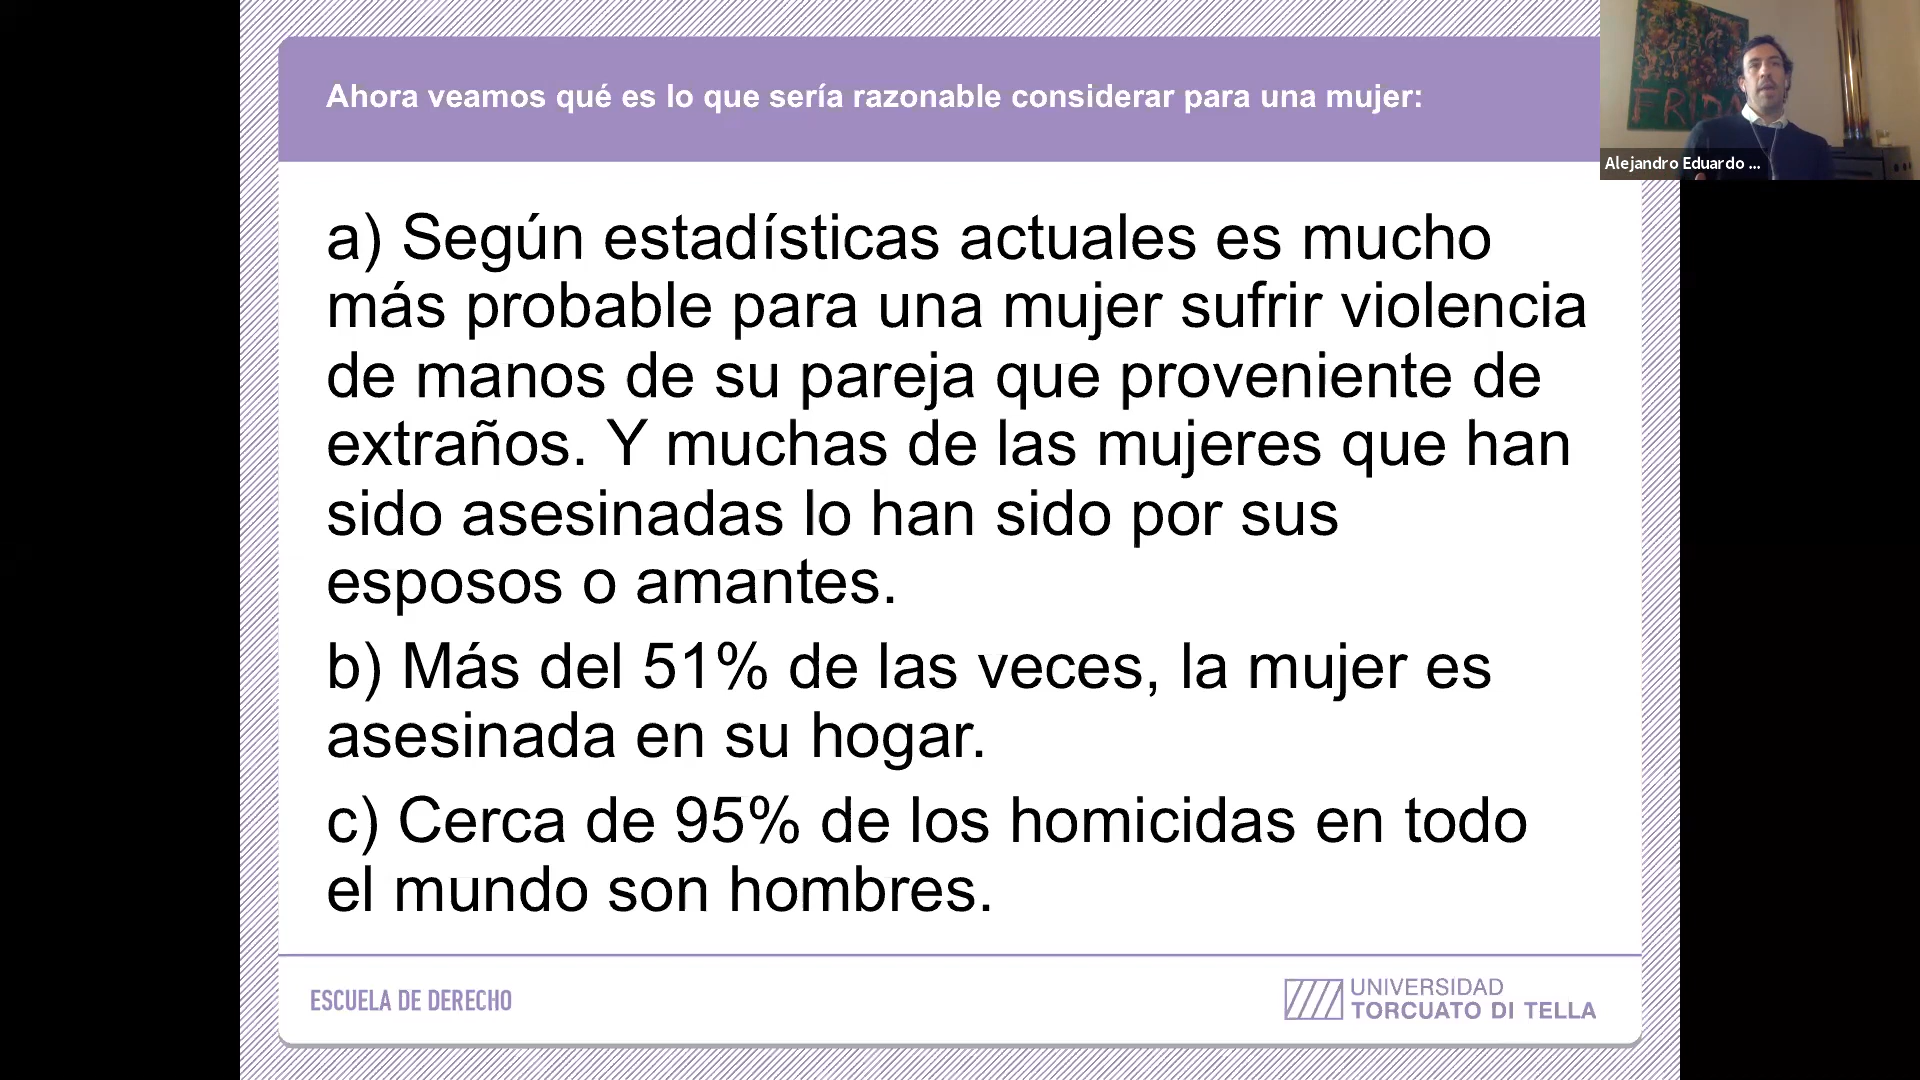 Ahora veamos qué es lo que sería razonable considerar para una mujer:
FRIDA
Alejandro Eduardo ...
a) Según estadísticas actuales es mucho
más probable para una mujer sufrir violencia
de manos de su pareja que proveniente de
extraños. Y muchas de las mujeres que han
sido asesinadas lo han sido por sus
esposos o amantes.
b) Más del 51% de las veces, la mujer es
asesinada en su hogar.
c) Cerca de 95% de los homicidas en todo
el mundo son hombres.
ESCUELA DE DERECHO
UNIVERSIDAD
TORCUATO DI TELLA